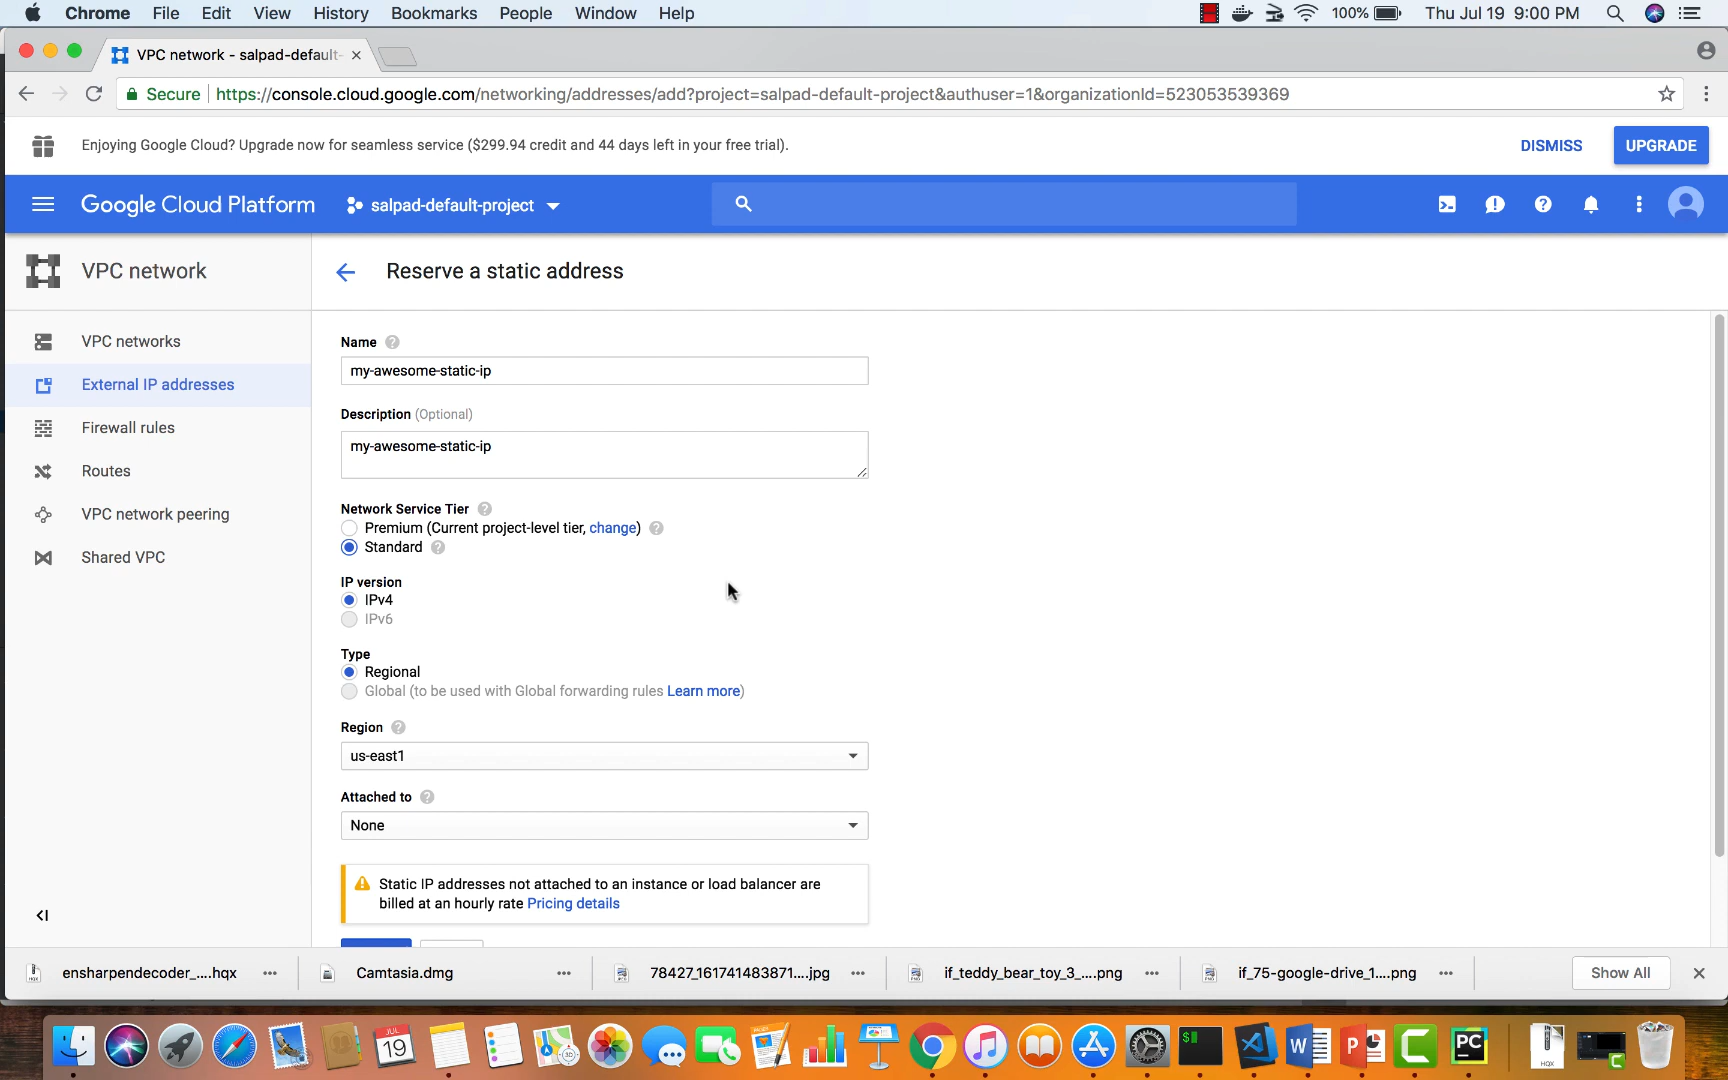 Chrome File Edit View History Bookmarks People Window Help 100% Thu Jul 19 9:00 PM
VPC network - salpad-default-
Secure https://console.cloud.google.com/networking/addresses/add?project=salpad-default-project&authuser=1&organizationId=523053539369
Enjoying Google Cloud? Upgrade now for seamless service ($299.94 credit and 44 days left in your free trial). DISMISS UPGRADE
Google Cloud Platform salpad-default-project
VPC network Reserve a static address
VPC networks
External IP addresses
Firewall rules
Routes
VPC network peering
Shared VPC
Name
my-awesome-static-ip
Description (Optional)
my-awesome-static-ip
Network Service Tier
Premium (Current project-level tier, change)
Standard
IP version
IPv4
IPv6
Type
Regional
Global (to be used with Global forwarding rules Learn more)
Region
us-east1
Attached to
None
Static IP addresses not attached to an instance or load balancer are
billed at an hourly rate Pricing details
ensharpendecoder_....hqx Camtasia.dmg 78427_161741483871....jpg if_teddy_bear_toy_3_....png if_75-google-drive_1....png Show All
JUL
19
3D
$
W
P
C
PC
HQX